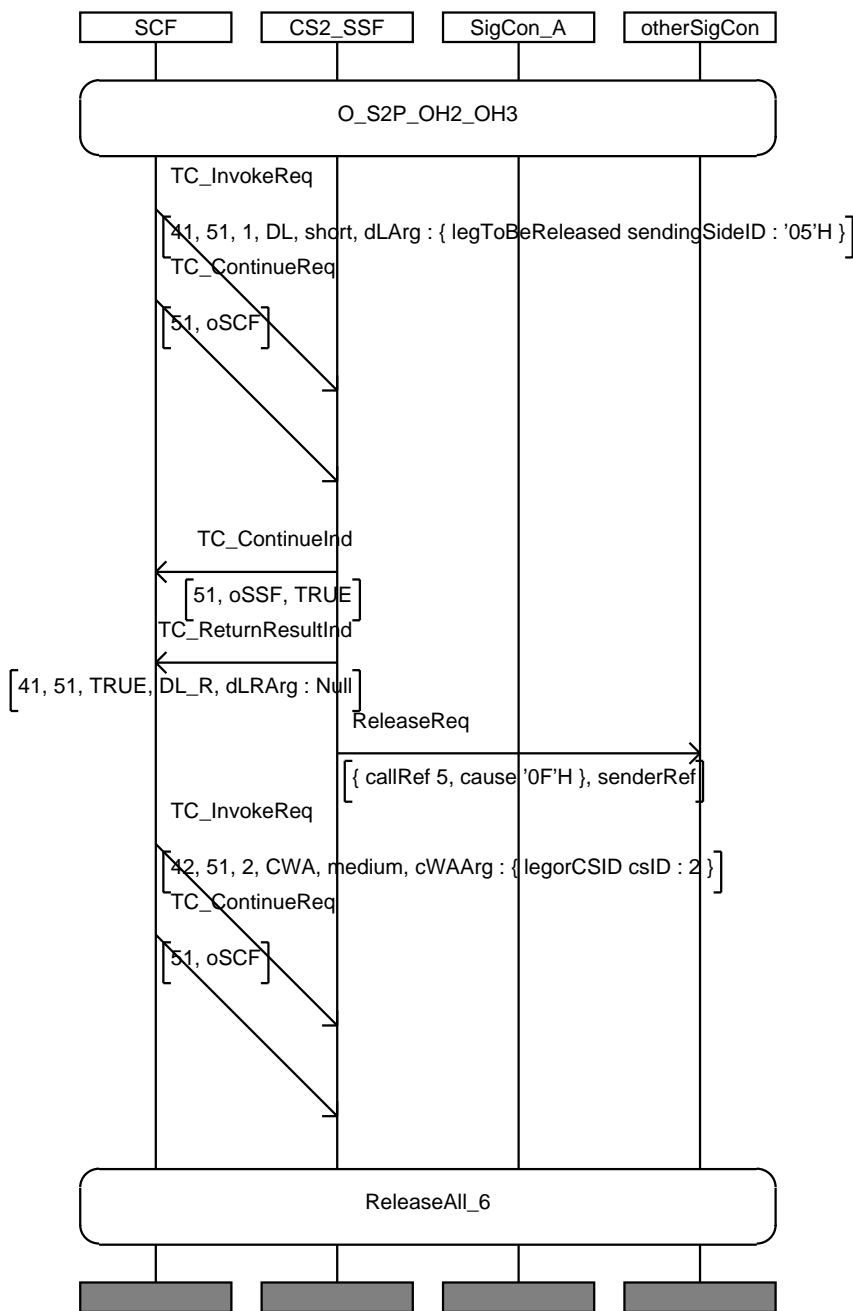 SCF CS2_SSF SigCon_A otherSigCon
O_S2P_OH2_OH3
TC_InvokeReq
41, 51, 1, DL, short, dLArg : { legToBeReleased sendingSideID : '05'H }
TC_ContinueReq
51, oSCF
TC_ContinueInd
51, oSSF, TRUE
TC_ReturnResultInd
41, 51, TRUE, DL_R, dLRArg : Null
ReleaseReq
{ callRef 5, cause '0F'H }, senderRef
TC_InvokeReq
42, 51, 2, CWA, medium, cWAArg : { legorCSID csID : 2 }
TC_ContinueReq
51, oSCF
ReleaseAll_6